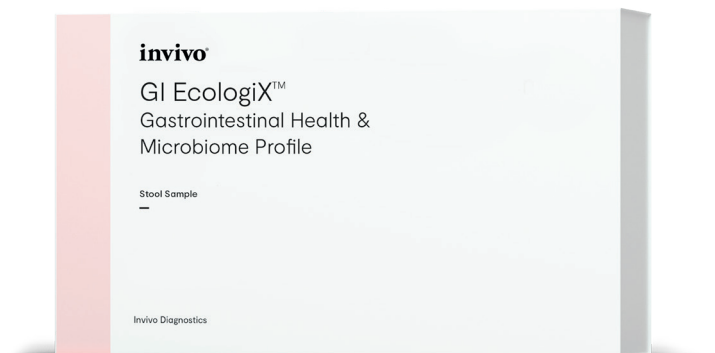 invivo®
GI EcologiX™
Gastrointestinal Health &
Microbiome Profile
Stool Sample
Invivo Diagnostics